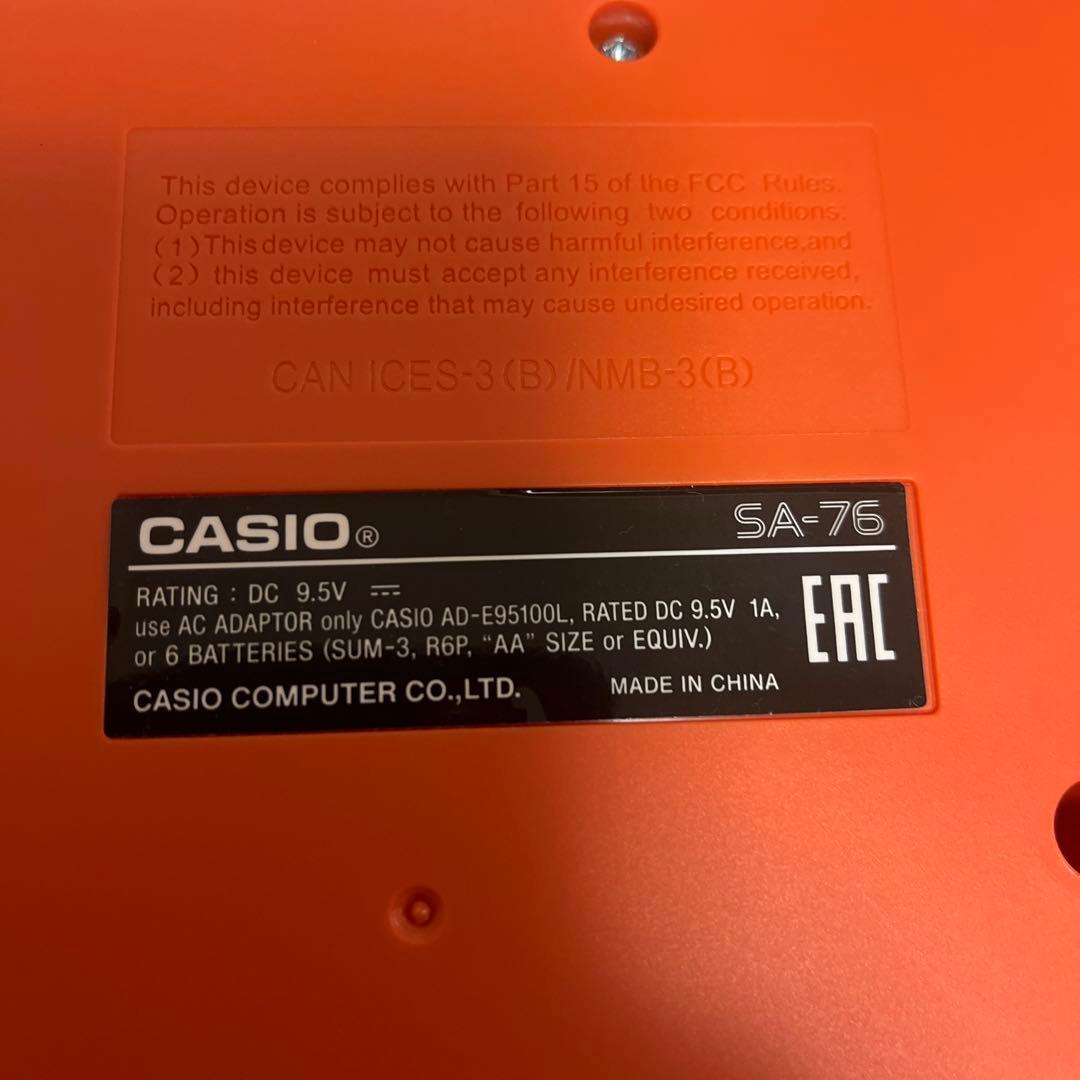 This device complies with Part 15 of the FCC Rules.
Operation is subject to the following two conditions:
(1) This device may not cause harmful interference,and
(2) this device must accept any interference received,
including interference that may cause undesired operation.
CAN ICES-3(B)/NMB-3(B)
CASIO® SA-76
RATING : DC 9.5V ⎓
use AC ADAPTOR only CASIO AD-E95100L, RATED DC 9.5V 1A,
or 6 BATTERIES (SUM-3, R6P, “AA” SIZE or EQUIV.)
EAC
CASIO COMPUTER CO.,LTD. MADE IN CHINA